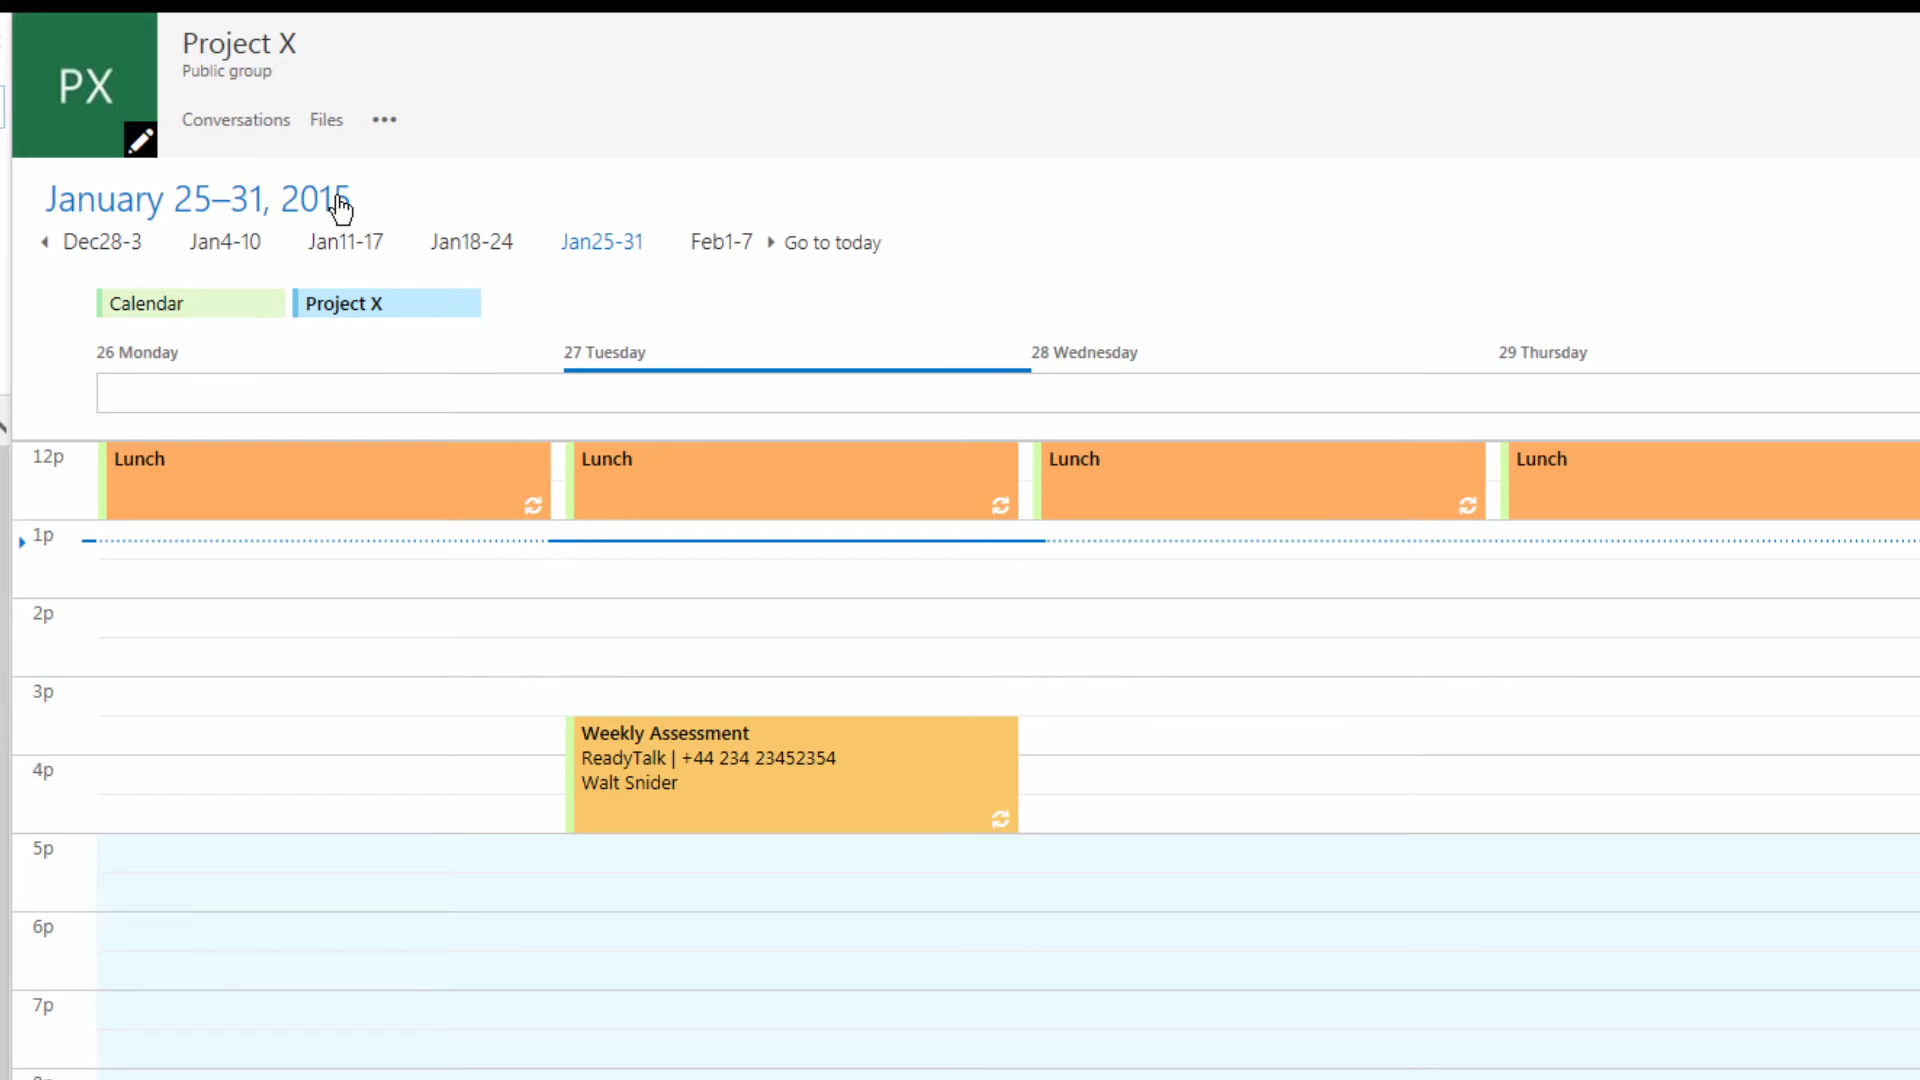 PX
Project X
Public group
Conversations Files •••
January 25–31, 2015
Dec28-3 Jan4-10 Jan11-17 Jan18-24 Jan25-31 Feb1-7 Go to today
Calendar Project X
26 Monday 27 Tuesday 28 Wednesday 29 Thursday
12p Lunch Lunch Lunch Lunch
1p
2p
3p
Weekly Assessment
ReadyTalk | +44 234 23452354
4p Walt Snider
5p
6p
7p